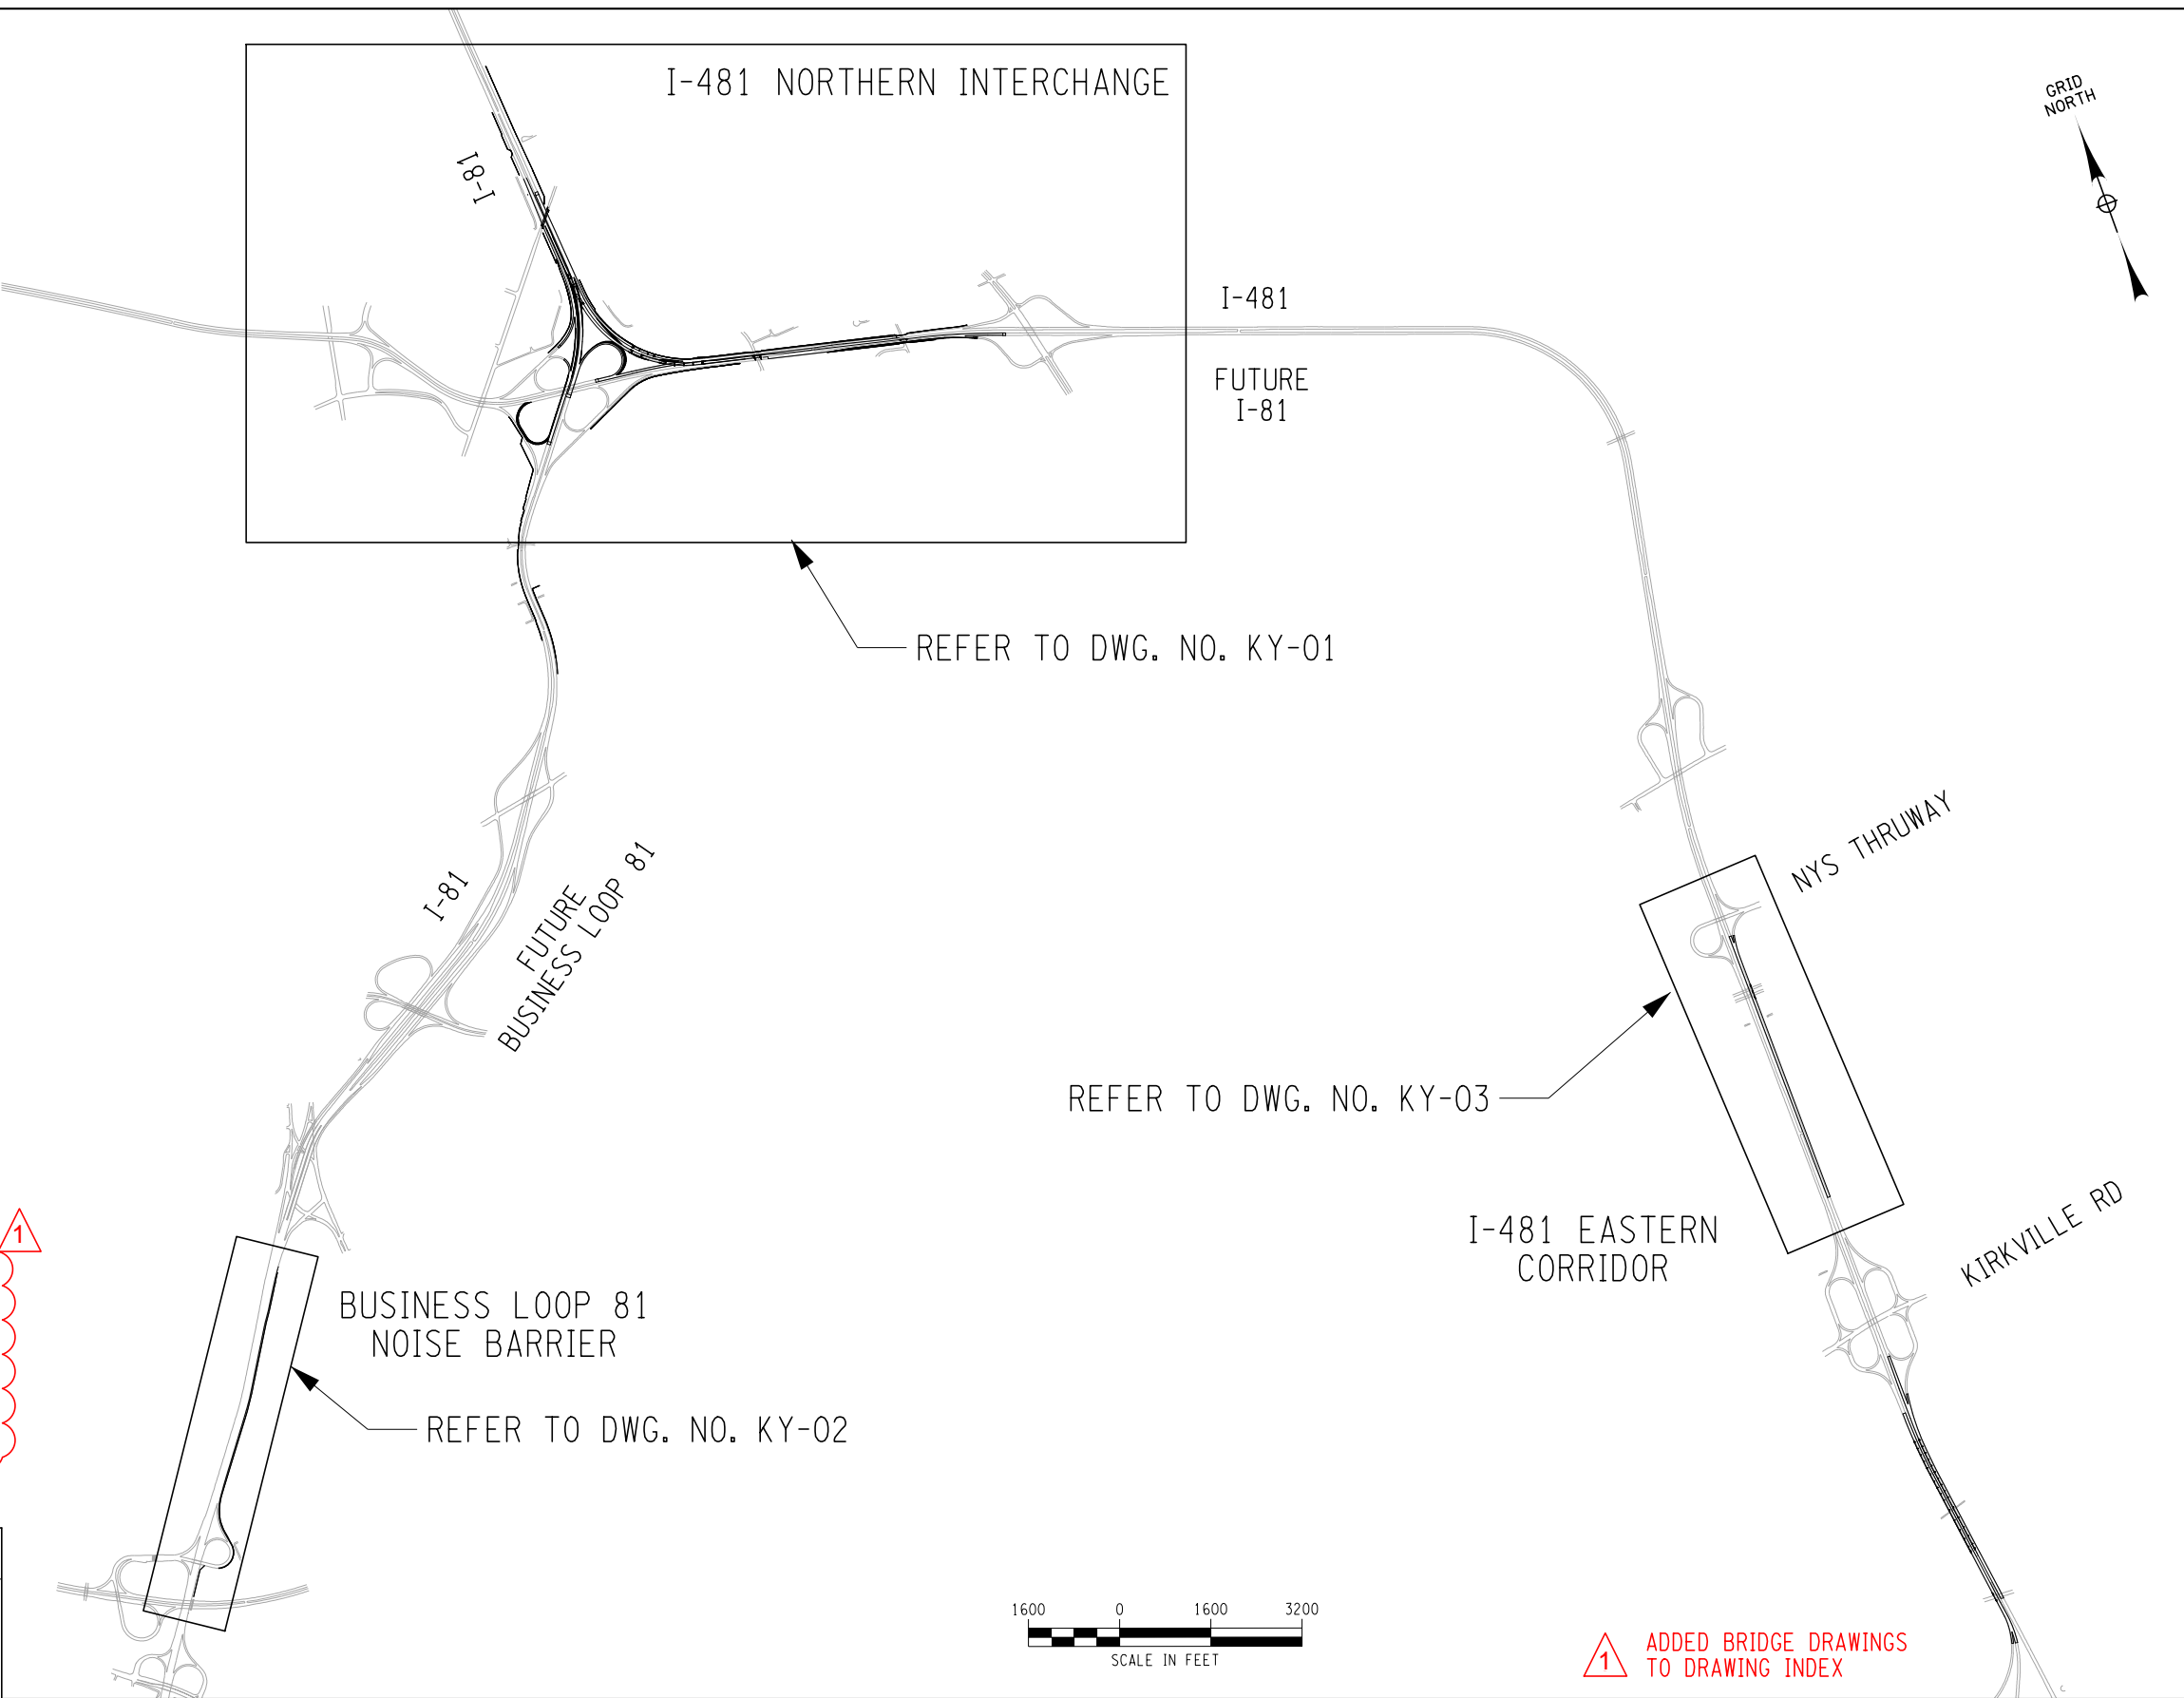 I-481 NORTHERN INTERCHANGE
GRID
NORTH
I-81
I-481
FUTURE
I-81
REFER TO DWG. NO. KY-01
NYS THRUWAY
I-81
FUTURE
BUSINESS LOOP 81
REFER TO DWG. NO. KY-03
I-481 EASTERN
CORRIDOR
KIRKVILLE RD
1
BUSINESS LOOP 81
NOISE BARRIER
REFER TO DWG. NO. KY-02
1600 0 1600 3200
SCALE IN FEET
1 ADDED BRIDGE DRAWINGS
TO DRAWING INDEX